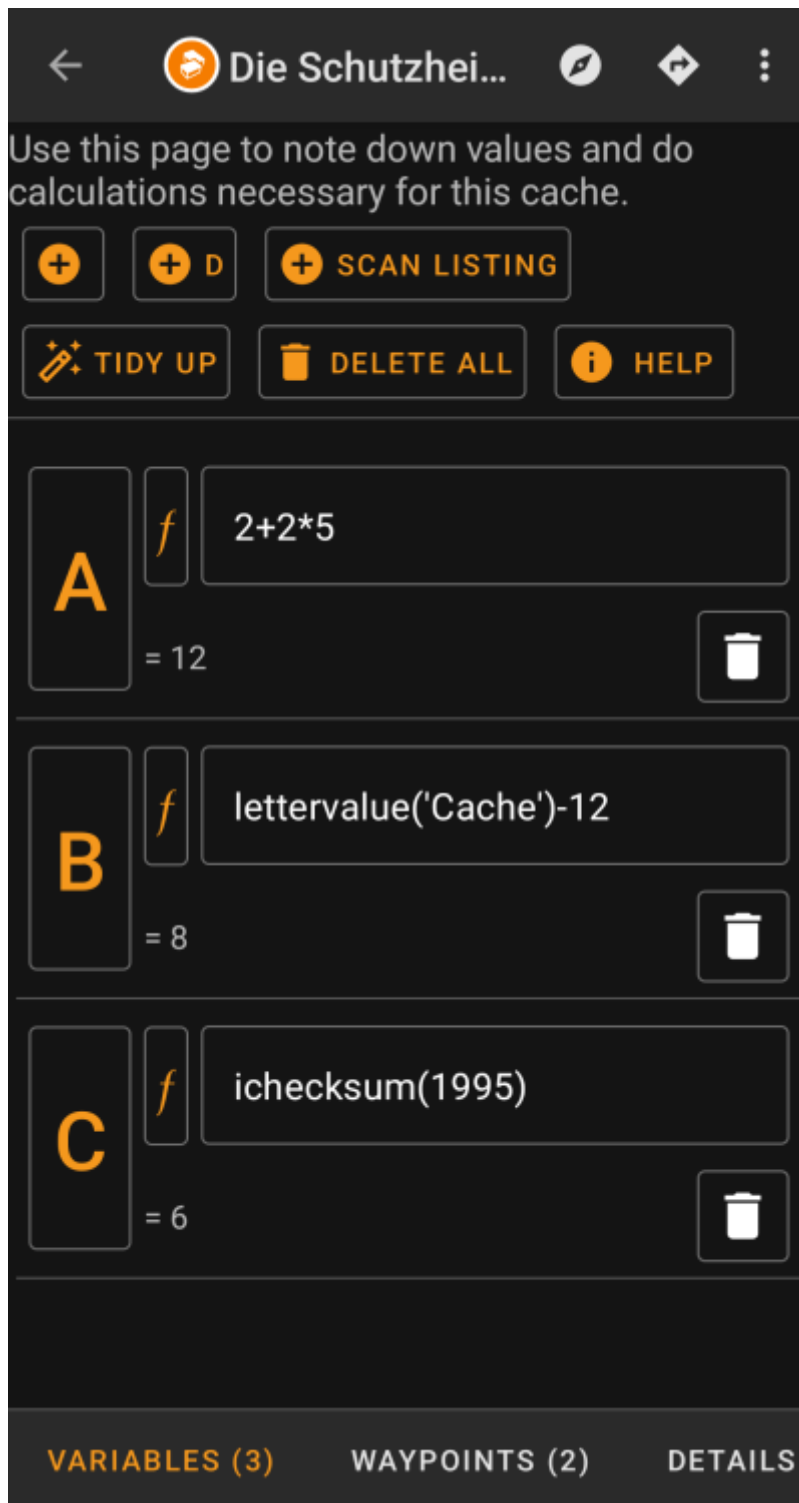 Die Schutzhei...
Use this page to note down values and do
calculations necessary for this cache.
D
SCAN LISTING
TIDY UP
DELETE ALL
HELP
A
f
2+2*5
= 12
B
f
lettervalue('Cache')-12
= 8
C
f
ichecksum(1995)
= 6
VARIABLES (3)
WAYPOINTS (2)
DETAILS